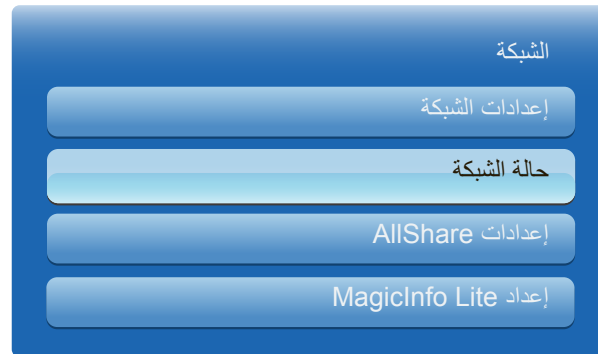 الشبكة
إعدادات الشبكة
حالة الشبكة
إعدادات AllShare
إعداد MagicInfo Lite